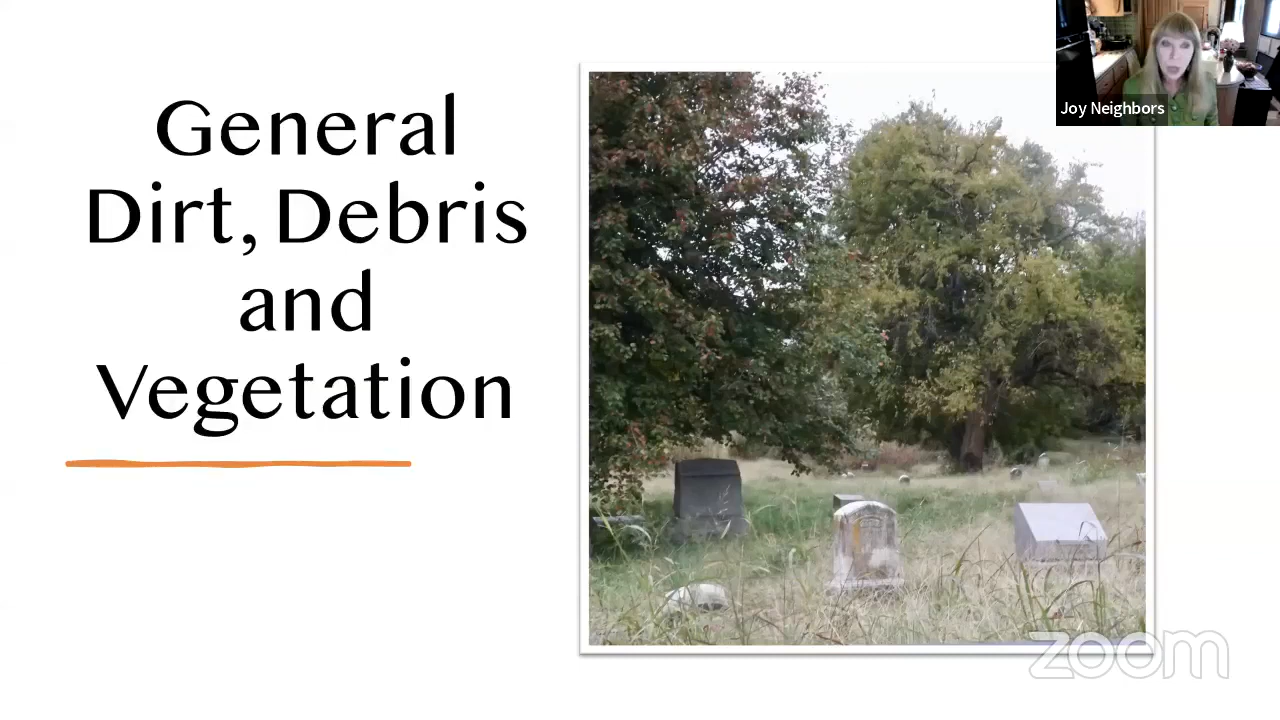 General
Dirt, Debris
and
Vegetation
Joy Neighbors
zoom